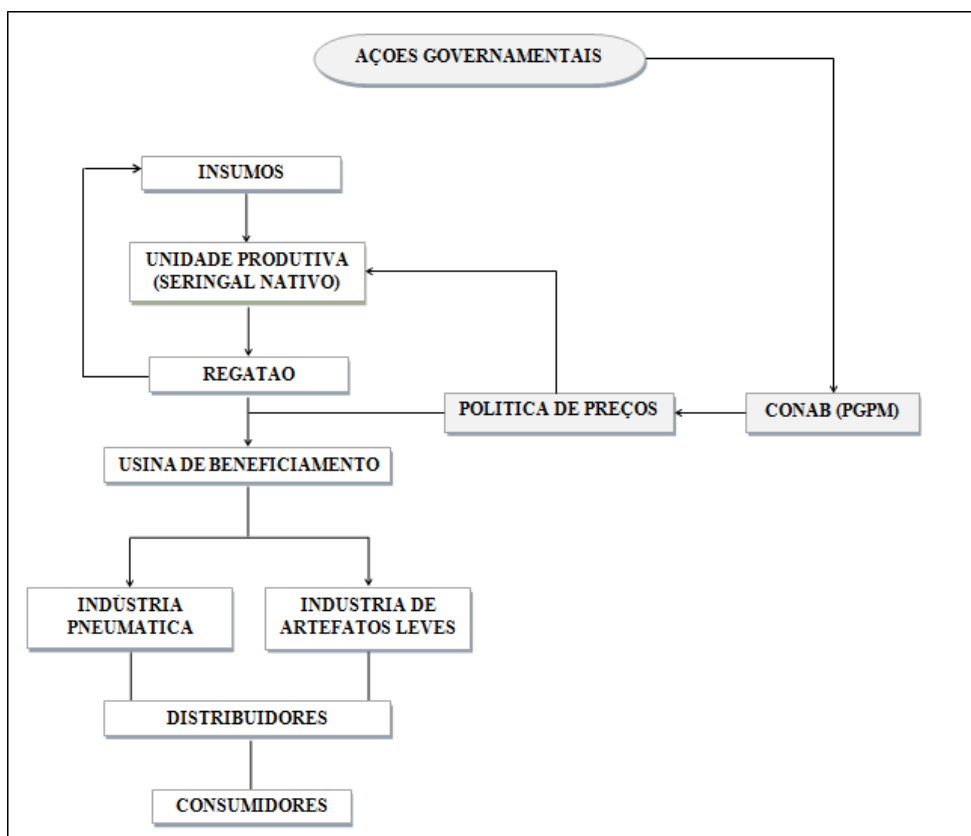 AÇOES GOVERNAMENTAIS
INSUMOS
UNIDADE PRODUTIVA
(SERINGAL NATIVO)
REGATAO
POLITICA DE PREÇOS
CONAB (PGPM)
USINA DE BENEFICIAMENTO
INDÚSTRIA
PNEUMATICA
INDUSTRIA DE
ARTEFATOS LEVES
DISTRIBUIDORES
CONSUMIDORES